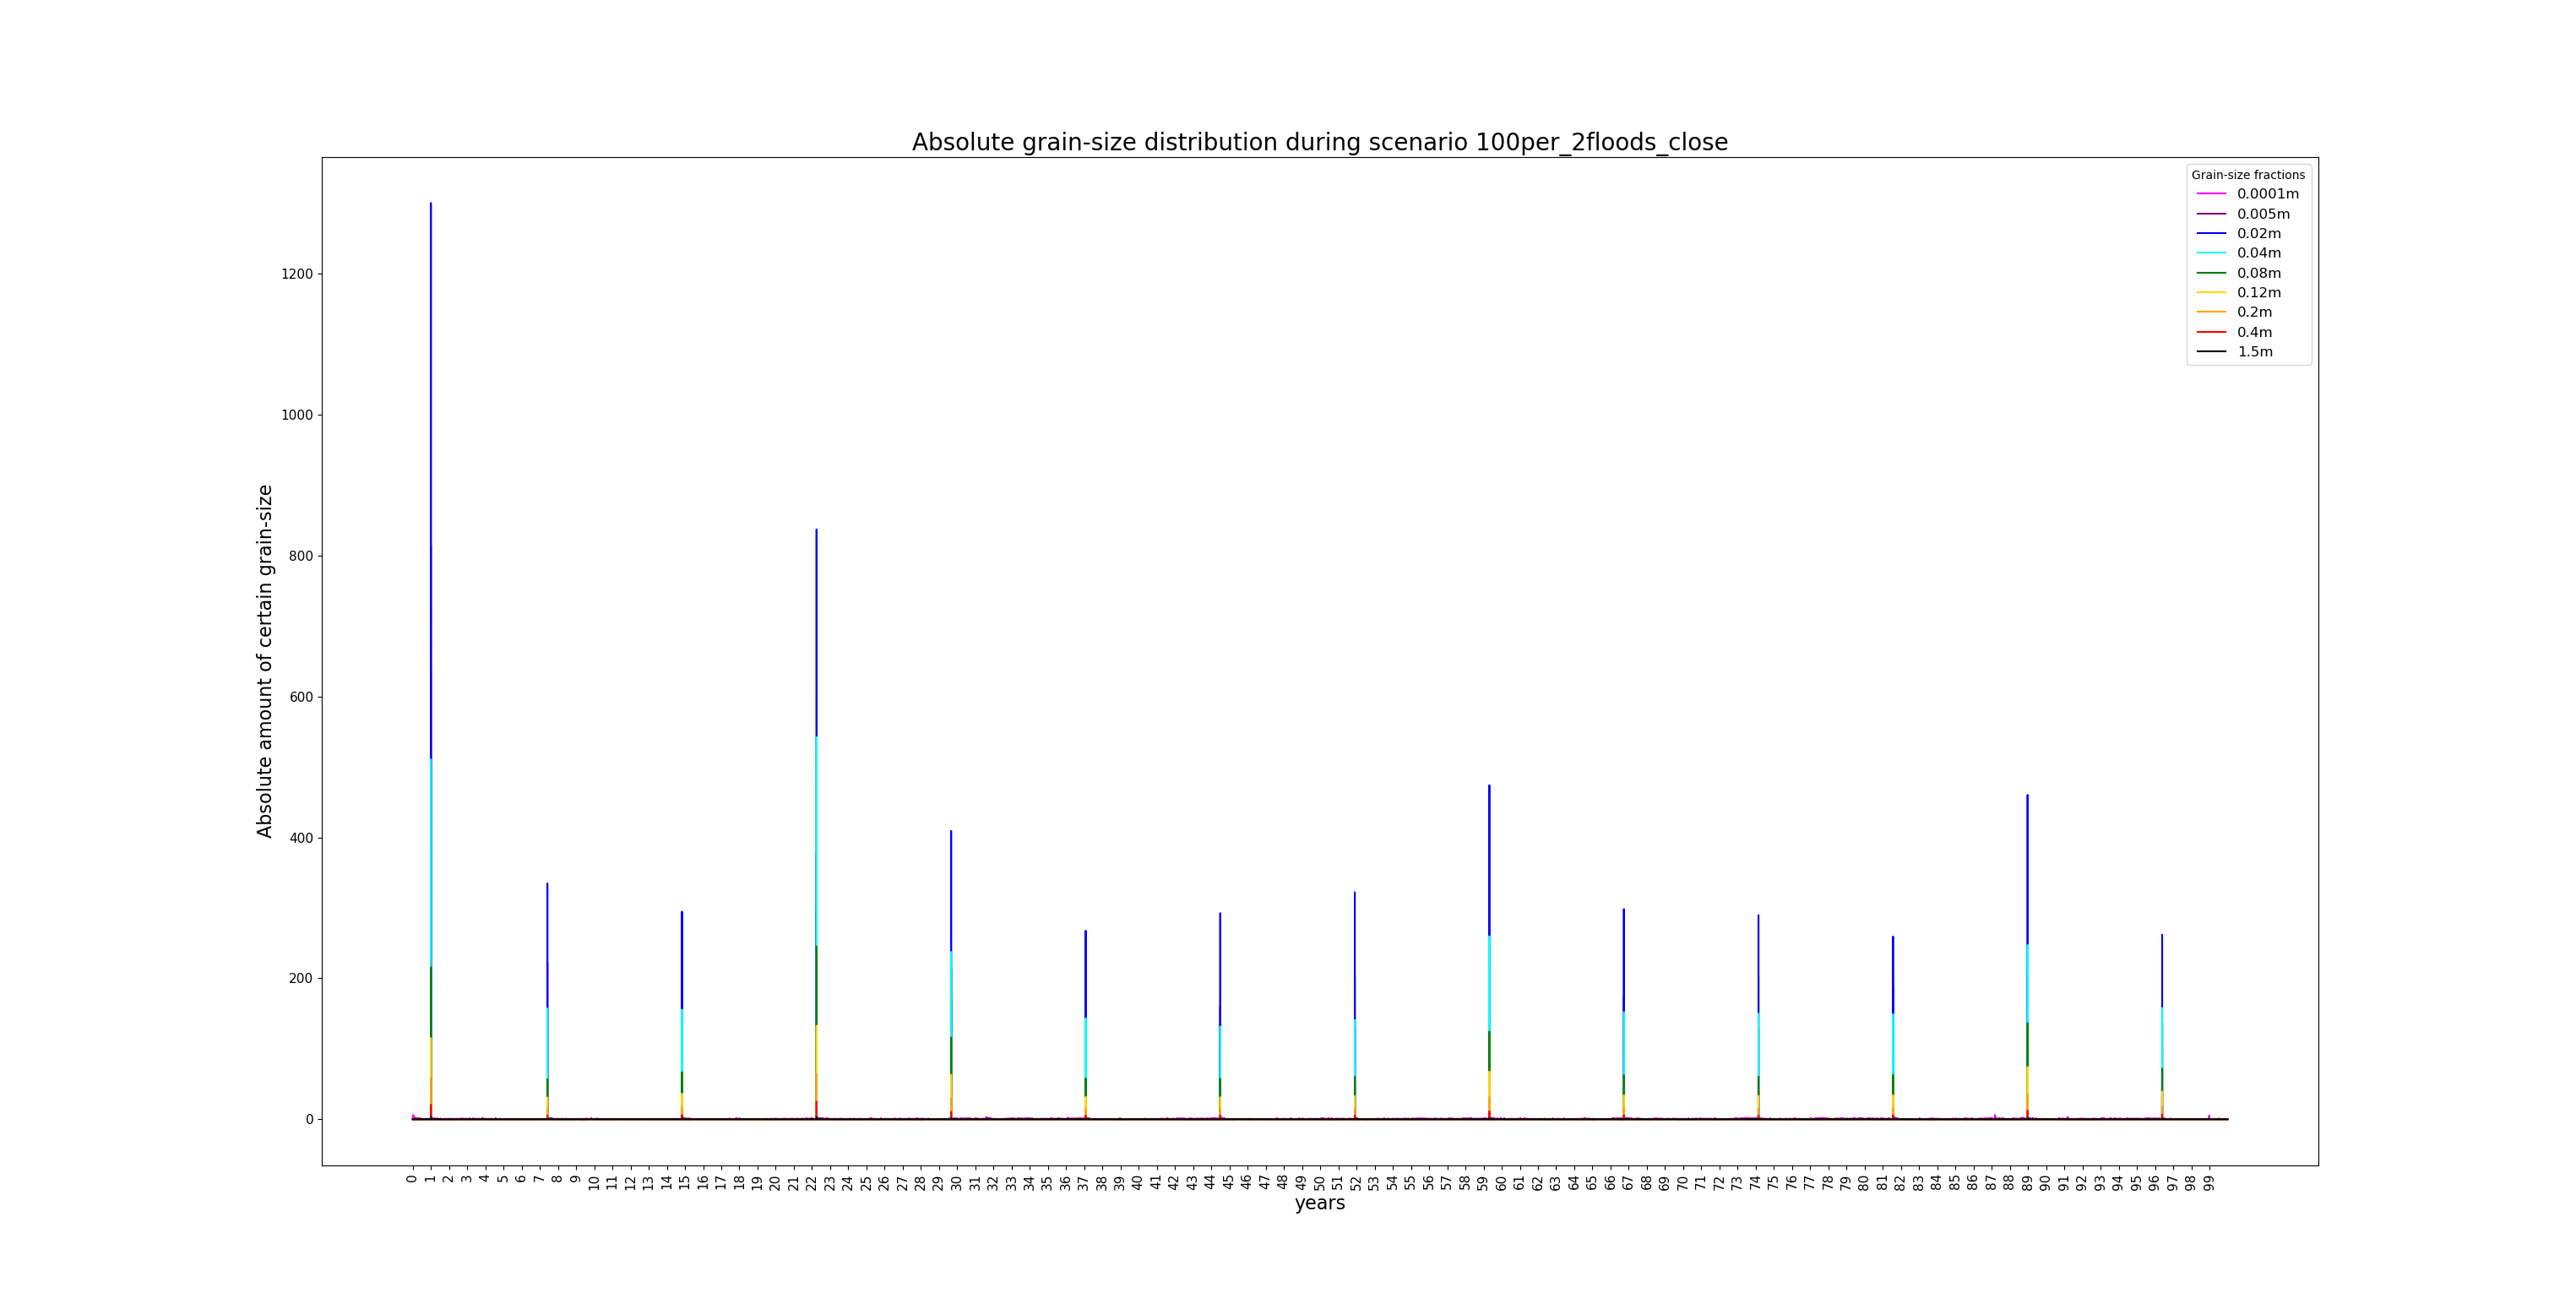 Absolute grain-size distribution during scenario 100per_2floods_close
Grain-size fractions
0.0001m
0.005m
0.02m
0.04m
0.08m
0.12m
0.2m
0.4m
1.5m
Absolute amount of certain grain-size
1200
1000
800
600
400
200
0
0 1 2 3 4 5 6 7 8 9 10 11 12 13 14 15 16 17 18 19 20 21 22 23 24 25 26 27 28 29 30 31 32 33 34 35 36 37 38 39 40 41 42 43 44 45 46 47 48 49 50 51 52 53 54 55 56 57 58 59 60 61 62 63 64 65 66 67 68 69 70 71 72 73 74 75 76 77 78 79 80 81 82 83 84 85 86 87 88 89 90 91 92 93 94 95 96 97 98 99
years